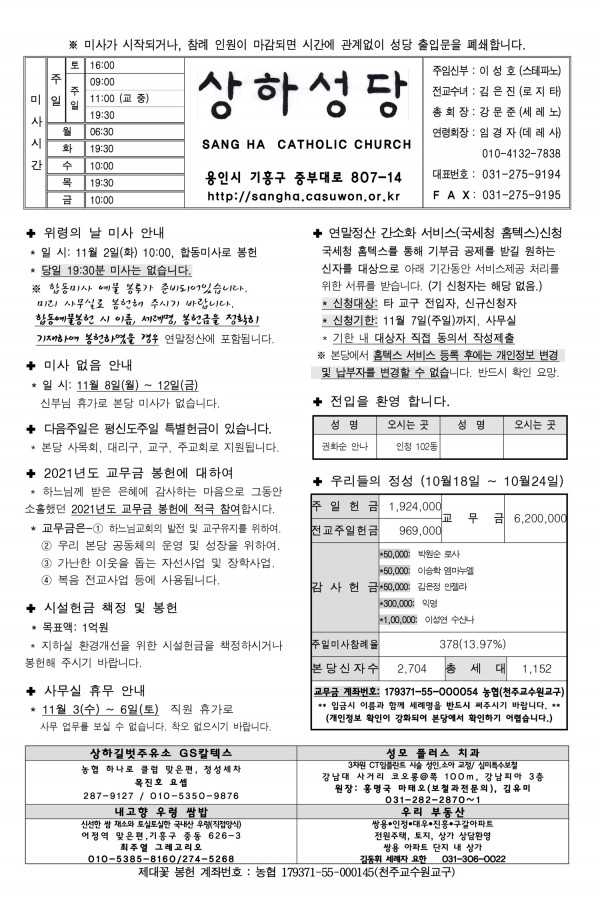 ※ 미사가 시작되거나, 참례 인원이 마감되면 시간에 관계없이 성당 출입문을 폐쇄합니다.
미사시간
주일
토 16:00
주일 09:00
11:00 (교 중)
19:30
월 06:30
화 19:30
수 10:00
목 19:30
금 10:00
상하성당
SANG HA CATHOLIC CHURCH
용인시 기흥구 중부대로 807-14
http://sangha.casuwon.or.kr
주임신부 : 이 성 호 (스테파노)
전교수녀 : 김 은 진 (로 지 타)
총 회 장 : 강 문 준 (세 레 노)
연령회장 : 임 경 자 (데 레 사)
010-4132-7838
대표번호 : 031-275-9194
F A X : 031-275-9195
✚ 위령의 날 미사 안내
* 일 시: 11월 2일(화) 10:00, 합동미사로 봉헌
* 당일 19:30분 미사는 없습니다.
※ 합동미사 예물 봉투가 준비되어있습니다.
미리 사무실로 봉헌해 주시기 바랍니다.
합동예물봉헌 시 이름, 세례명, 봉헌금을 정확히
기재하여 봉헌하였을 경우 연말정산에 포함됩니다.
✚ 미사 없음 안내
* 일 시: 11월 8일(월) ~ 12일(금)
신부님 휴가로 본당 미사가 없습니다.
✚ 다음주일은 평신도주일 특별헌금이 있습니다.
* 본당 사목회, 대리구, 교구, 주교회로 지원됩니다.
✚ 2021년도 교무금 봉헌에 대하여
* 하느님께 받은 은혜에 감사하는 마음으로 그동안
소홀했던 2021년도 교무금 봉헌에 적극 참여합시다.
* 교무금은-① 하느님교회의 발전 및 교구유지를 위하여.
② 우리 본당 공동체의 운영 및 성장을 위하여.
③ 가난한 이웃을 돕는 자선사업 및 장학사업.
④ 복음 전교사업 등에 사용됩니다.
✚ 시설헌금 책정 및 봉헌
* 목표액: 1억원
* 지하실 환경개선을 위한 시설헌금을 책정하시거나
봉헌해 주시기 바랍니다.
✚ 사무실 휴무 안내
* 11월 3(수) ~ 6일(토) 직원 휴가로
사무 업무를 보실 수 없습니다. 착오 없으시기 바랍니다.
✚ 연말정산 간소화 서비스(국세청 홈텍스)신청
국세청 홈텍스를 통해 기부금 공제를 받길 원하는
신자를 대상으로 아래 기간동안 서비스제공 처리를
위한 서류를 받습니다. (기 신청자는 해당 없음.)
* 신청대상: 타 교구 전입자, 신규신청자
* 신청기한: 11월 7일(주일)까지, 사무실
* 기한 내 대상자 직접 동의서 작성제출
※ 본당에서 홈텍스 서비스 등록 후에는 개인정보 변경
및 납부자를 변경할 수 없습니다. 반드시 확인 요망.
✚ 전입을 환영 합니다.
성 명 오시는 곳 성 명 오시는 곳
권화순 안나 인정 102동
✚ 우리들의 정성 (10월18일 ~ 10월24일)
주 일 헌 금 1,924,000 교 무 금 6,200,000
전교주일헌금 969,000
감 사 헌 금
*50,000: 박원순 로사
*50,000: 이승학 엠마누엘
*50,000: 김은정 안젤라
*300,000: 익명
*1,00,000: 이성연 수산나
주일미사참례율 378(13.97%)
본 당 신 자 수 2,704 총 세 대 1,152
교무금 계좌번호: 179371-55-000054 농협(천주교수원교구)
** 입금시 이름과 함께 세례명을 반드시 써주시기 바랍니다. **
(개인정보 확인이 강화되어 본당에서 확인하기 어렵습니다.)
상하길벗주유소 GS칼텍스
농협 하나로 클럽 맞은편, 정성세차
목진호 요셉
287-9127 / 010-5350-9876
성모 플러스 치과
3차원 CT임플란트 시술 성인,소아 교정/ 심미특수보철
강남대 사거리 코오롱@쪽 100m, 강남피아 3층
원장: 홍명국 마태오(보철과전문의), 김유미
031-282-2870~1
내고향 우렁 쌈밥
신선한 쌈 채소와 토실토실한 국내산 우렁(직접양식)
어정역 맞은편,기흥구 중동 626-3
최주열 그레고리오
010-5385-8160/274-5268
우리 부동산
쌍용•인정•대우•진흥•구갈아파트
전원주택, 토지, 상가 상담환영
쌍용 아파트 단지 내 상가
김동휘 세례자 요한 031-306-0022
제대꽃 봉헌 계좌번호 : 농협 179371-55-000145(천주교수원교구)